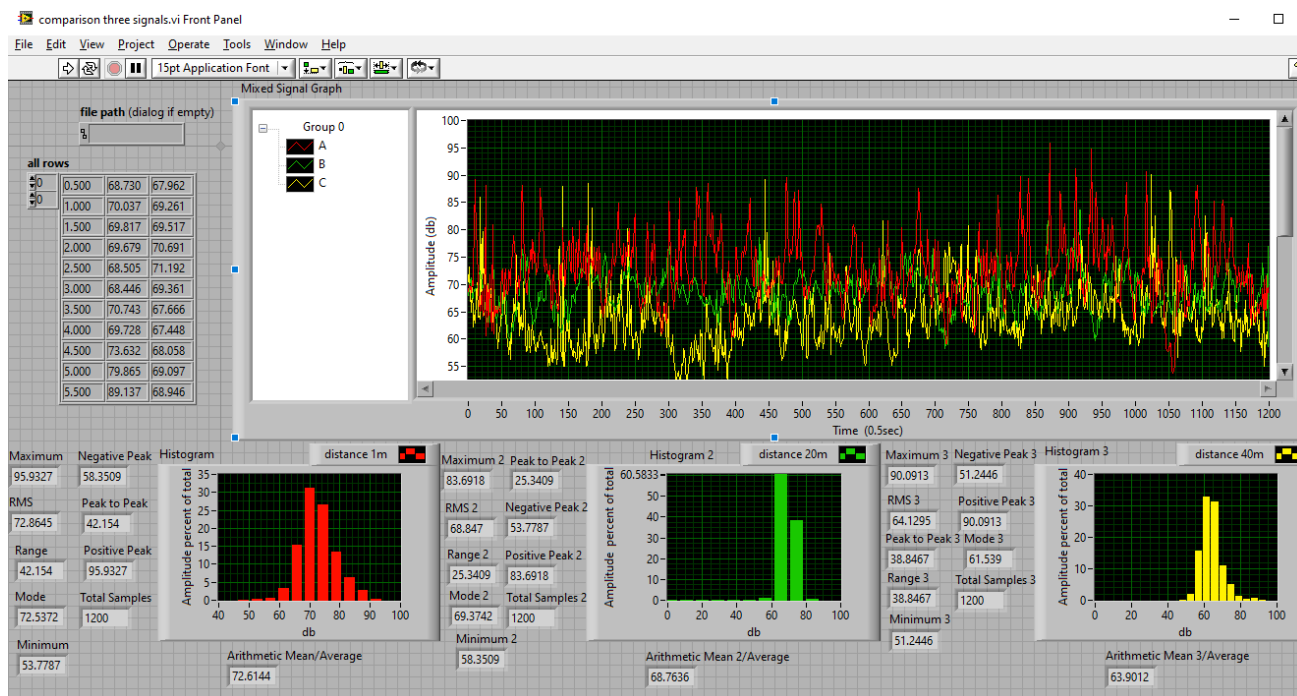 comparison three signals.vi Front Panel
File Edit View Project Operate Tools Window Help
15pt Application Font
Mixed Signal Graph
file path (dialog if empty)
all rows
0
0
0.500 68.730 67.962
1.000 70.037 69.261
1.500 69.817 69.517
2.000 69.679 70.691
2.500 68.505 71.192
3.000 68.446 69.361
3.500 70.743 67.666
4.000 69.728 67.448
4.500 73.632 68.058
5.000 79.865 69.097
5.500 89.137 68.946
Group 0
A
B
C
Amplitude (db)
100
95
90
85
80
75
70
65
60
55
0 50 100 150 200 250 300 350 400 450 500 550 600 650 700 750 800 850 900 950 1000 1050 1100 1150 1200
Time (0.5sec)
Maximum
95.9327
Negative Peak
58.3509
RMS
72.8645
Peak to Peak
42.154
Range
42.154
Positive Peak
95.9327
Mode
72.5372
Total Samples
1200
Minimum
53.7787
Histogram
distance 1m
Amplitude percent of total
35
30
25
20
15
10
5
0
40 50 60 70 80 90 100
db
Arithmetic Mean/Average
72.6144
Maximum 2
83.6918
Peak to Peak 2
25.3409
RMS 2
68.847
Negative Peak 2
53.7787
Range 2
25.3409
Positive Peak 2
83.6918
Mode 2
69.3742
Total Samples 2
1200
Minimum 2
58.3509
Histogram 2
distance 20m
Amplitude percent of total
60.5833
50
40
30
20
10
0
0 20 40 60 80 100
db
Arithmetic Mean 2/Average
68.7636
Maximum 3
90.0913
Negative Peak 3
51.2446
RMS 3
64.1295
Positive Peak 3
90.0913
Peak to Peak 3
38.8467
Mode 3
61.539
Range 3
38.8467
Total Samples 3
1200
Minimum 3
51.2446
Histogram 3
distance 40m
Amplitude percent of total
40
30
20
10
0
0 20 40 60 80 100
db
Arithmetic Mean 3/Average
63.9012